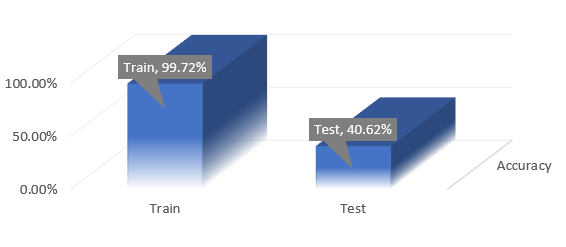 Train, 99.72%
100.00%
Test, 40.62%
50.00%
Accuracy
0.00%
Train
Test